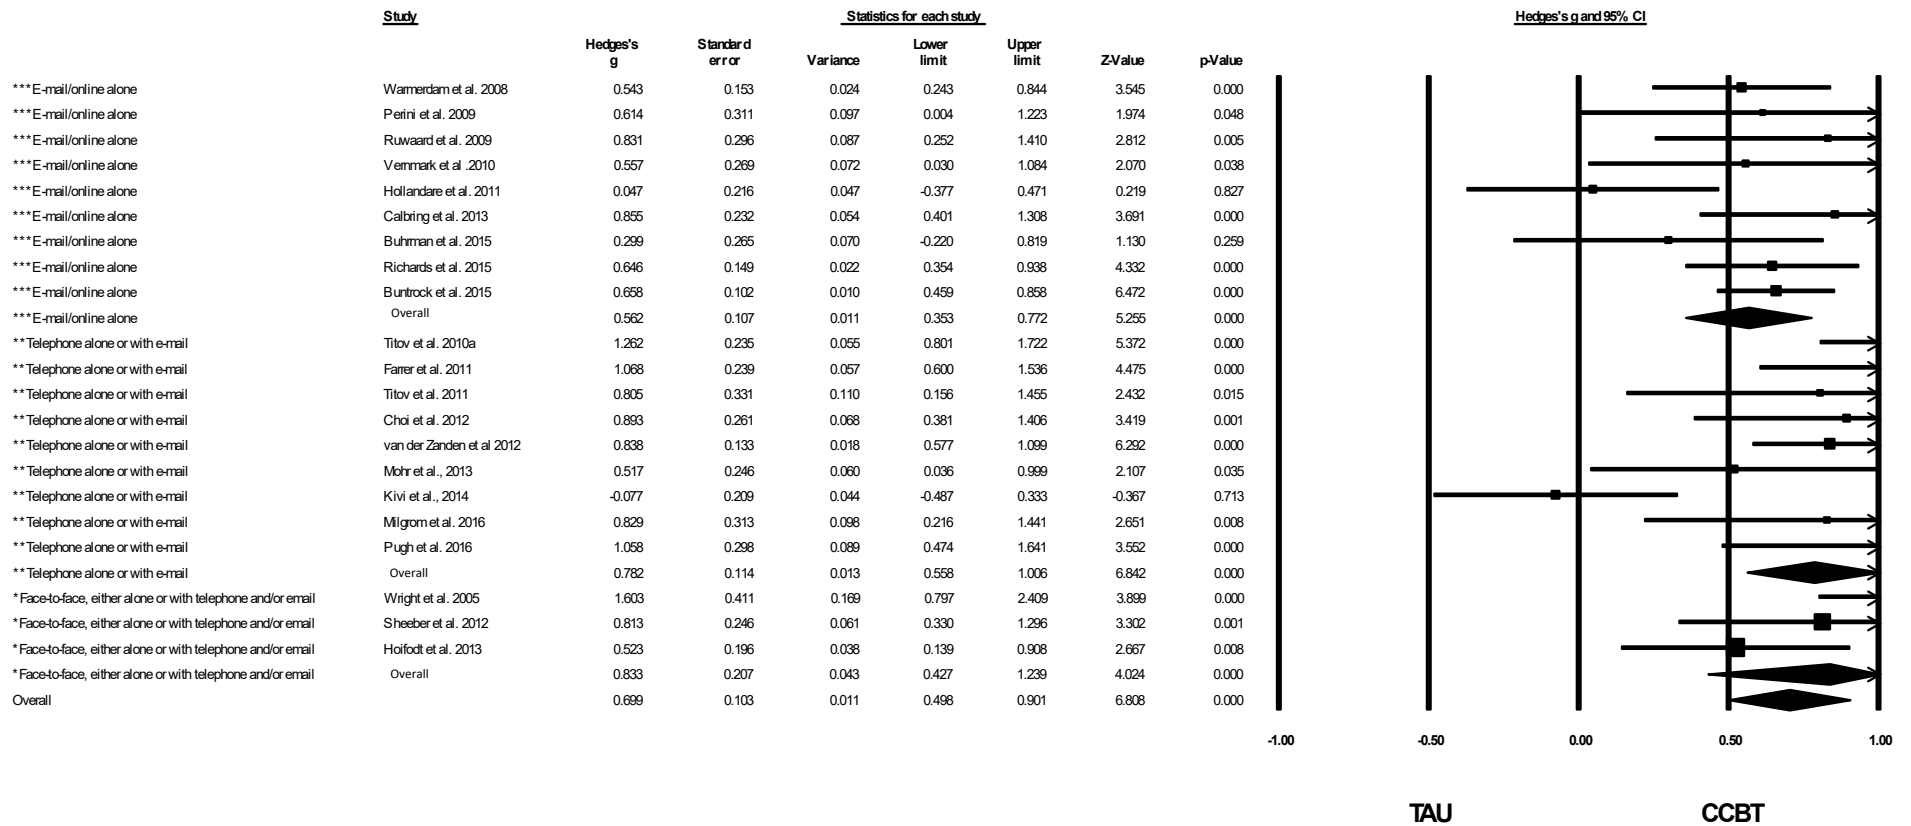 Study Statistics for each study Hedges's g and 95% CI
Hedges's Standard Lower Upper
g error Variance limit limit Z-Value p-Value
***E-mail/online alone Warmerdam et al. 2008 0.543 0.153 0.024 0.243 0.844 3.545 0.000
***E-mail/online alone Perini et al. 2009 0.614 0.311 0.097 0.004 1.223 1.974 0.048
***E-mail/online alone Ruwaard et al. 2009 0.831 0.296 0.087 0.252 1.410 2.812 0.005
***E-mail/online alone Vernmark et al .2010 0.557 0.269 0.072 0.030 1.084 2.070 0.038
***E-mail/online alone Hollandare et al. 2011 0.047 0.216 0.047 -0.377 0.471 0.219 0.827
***E-mail/online alone Calbring et al. 2013 0.855 0.232 0.054 0.401 1.308 3.691 0.000
***E-mail/online alone Buhrman et al. 2015 0.299 0.265 0.070 -0.220 0.819 1.130 0.259
***E-mail/online alone Richards et al. 2015 0.646 0.149 0.022 0.354 0.938 4.332 0.000
***E-mail/online alone Buntrock et al. 2015 0.658 0.102 0.010 0.459 0.858 6.472 0.000
***E-mail/online alone Overall 0.562 0.107 0.011 0.353 0.772 5.255 0.000
**Telephone alone or with e-mail Titov et al. 2010a 1.262 0.235 0.055 0.801 1.722 5.372 0.000
**Telephone alone or with e-mail Farrer et al. 2011 1.068 0.239 0.057 0.600 1.536 4.475 0.000
**Telephone alone or with e-mail Titov et al. 2011 0.805 0.331 0.110 0.156 1.455 2.432 0.015
**Telephone alone or with e-mail Choi et al. 2012 0.893 0.261 0.068 0.381 1.406 3.419 0.001
**Telephone alone or with e-mail van der Zanden et al 2012 0.838 0.133 0.018 0.577 1.099 6.292 0.000
**Telephone alone or with e-mail Mohr et al., 2013 0.517 0.246 0.060 0.036 0.999 2.107 0.035
**Telephone alone or with e-mail Kivi et al., 2014 -0.077 0.209 0.044 -0.487 0.333 -0.367 0.713
**Telephone alone or with e-mail Milgrom et al. 2016 0.829 0.313 0.098 0.216 1.441 2.651 0.008
**Telephone alone or with e-mail Pugh et al. 2016 1.058 0.298 0.089 0.474 1.641 3.552 0.000
**Telephone alone or with e-mail Overall 0.782 0.114 0.013 0.558 1.006 6.842 0.000
*Face-to-face, either alone or with telephone and/or email Wright et al. 2005 1.603 0.411 0.169 0.797 2.409 3.899 0.000
*Face-to-face, either alone or with telephone and/or email Sheeber et al. 2012 0.813 0.246 0.061 0.330 1.296 3.302 0.001
*Face-to-face, either alone or with telephone and/or email Hoifodt et al. 2013 0.523 0.196 0.038 0.139 0.908 2.667 0.008
*Face-to-face, either alone or with telephone and/or email Overall 0.833 0.207 0.043 0.427 1.239 4.024 0.000
Overall 0.699 0.103 0.011 0.498 0.901 6.808 0.000
-1.00 -0.50 0.00 0.50 1.00
TAU CCBT